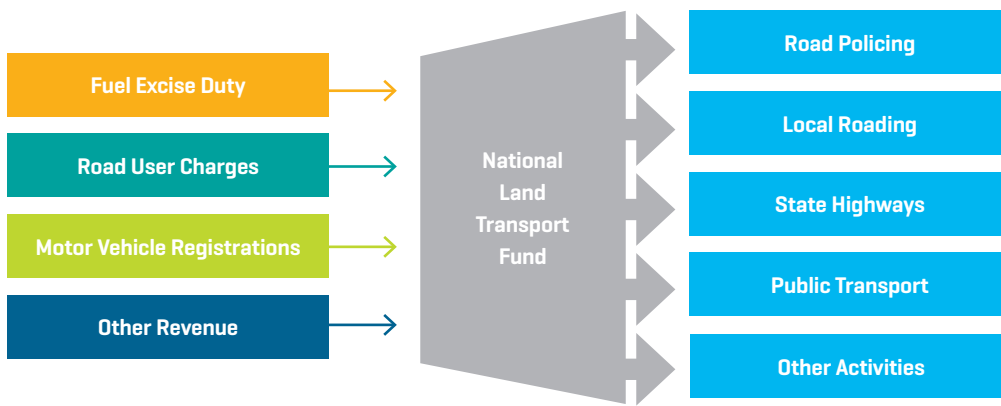 Fuel Excise Duty
Road User Charges
Motor Vehicle Registrations
Other Revenue
National
Land
Transport
Fund
Road Policing
Local Roading
State Highways
Public Transport
Other Activities